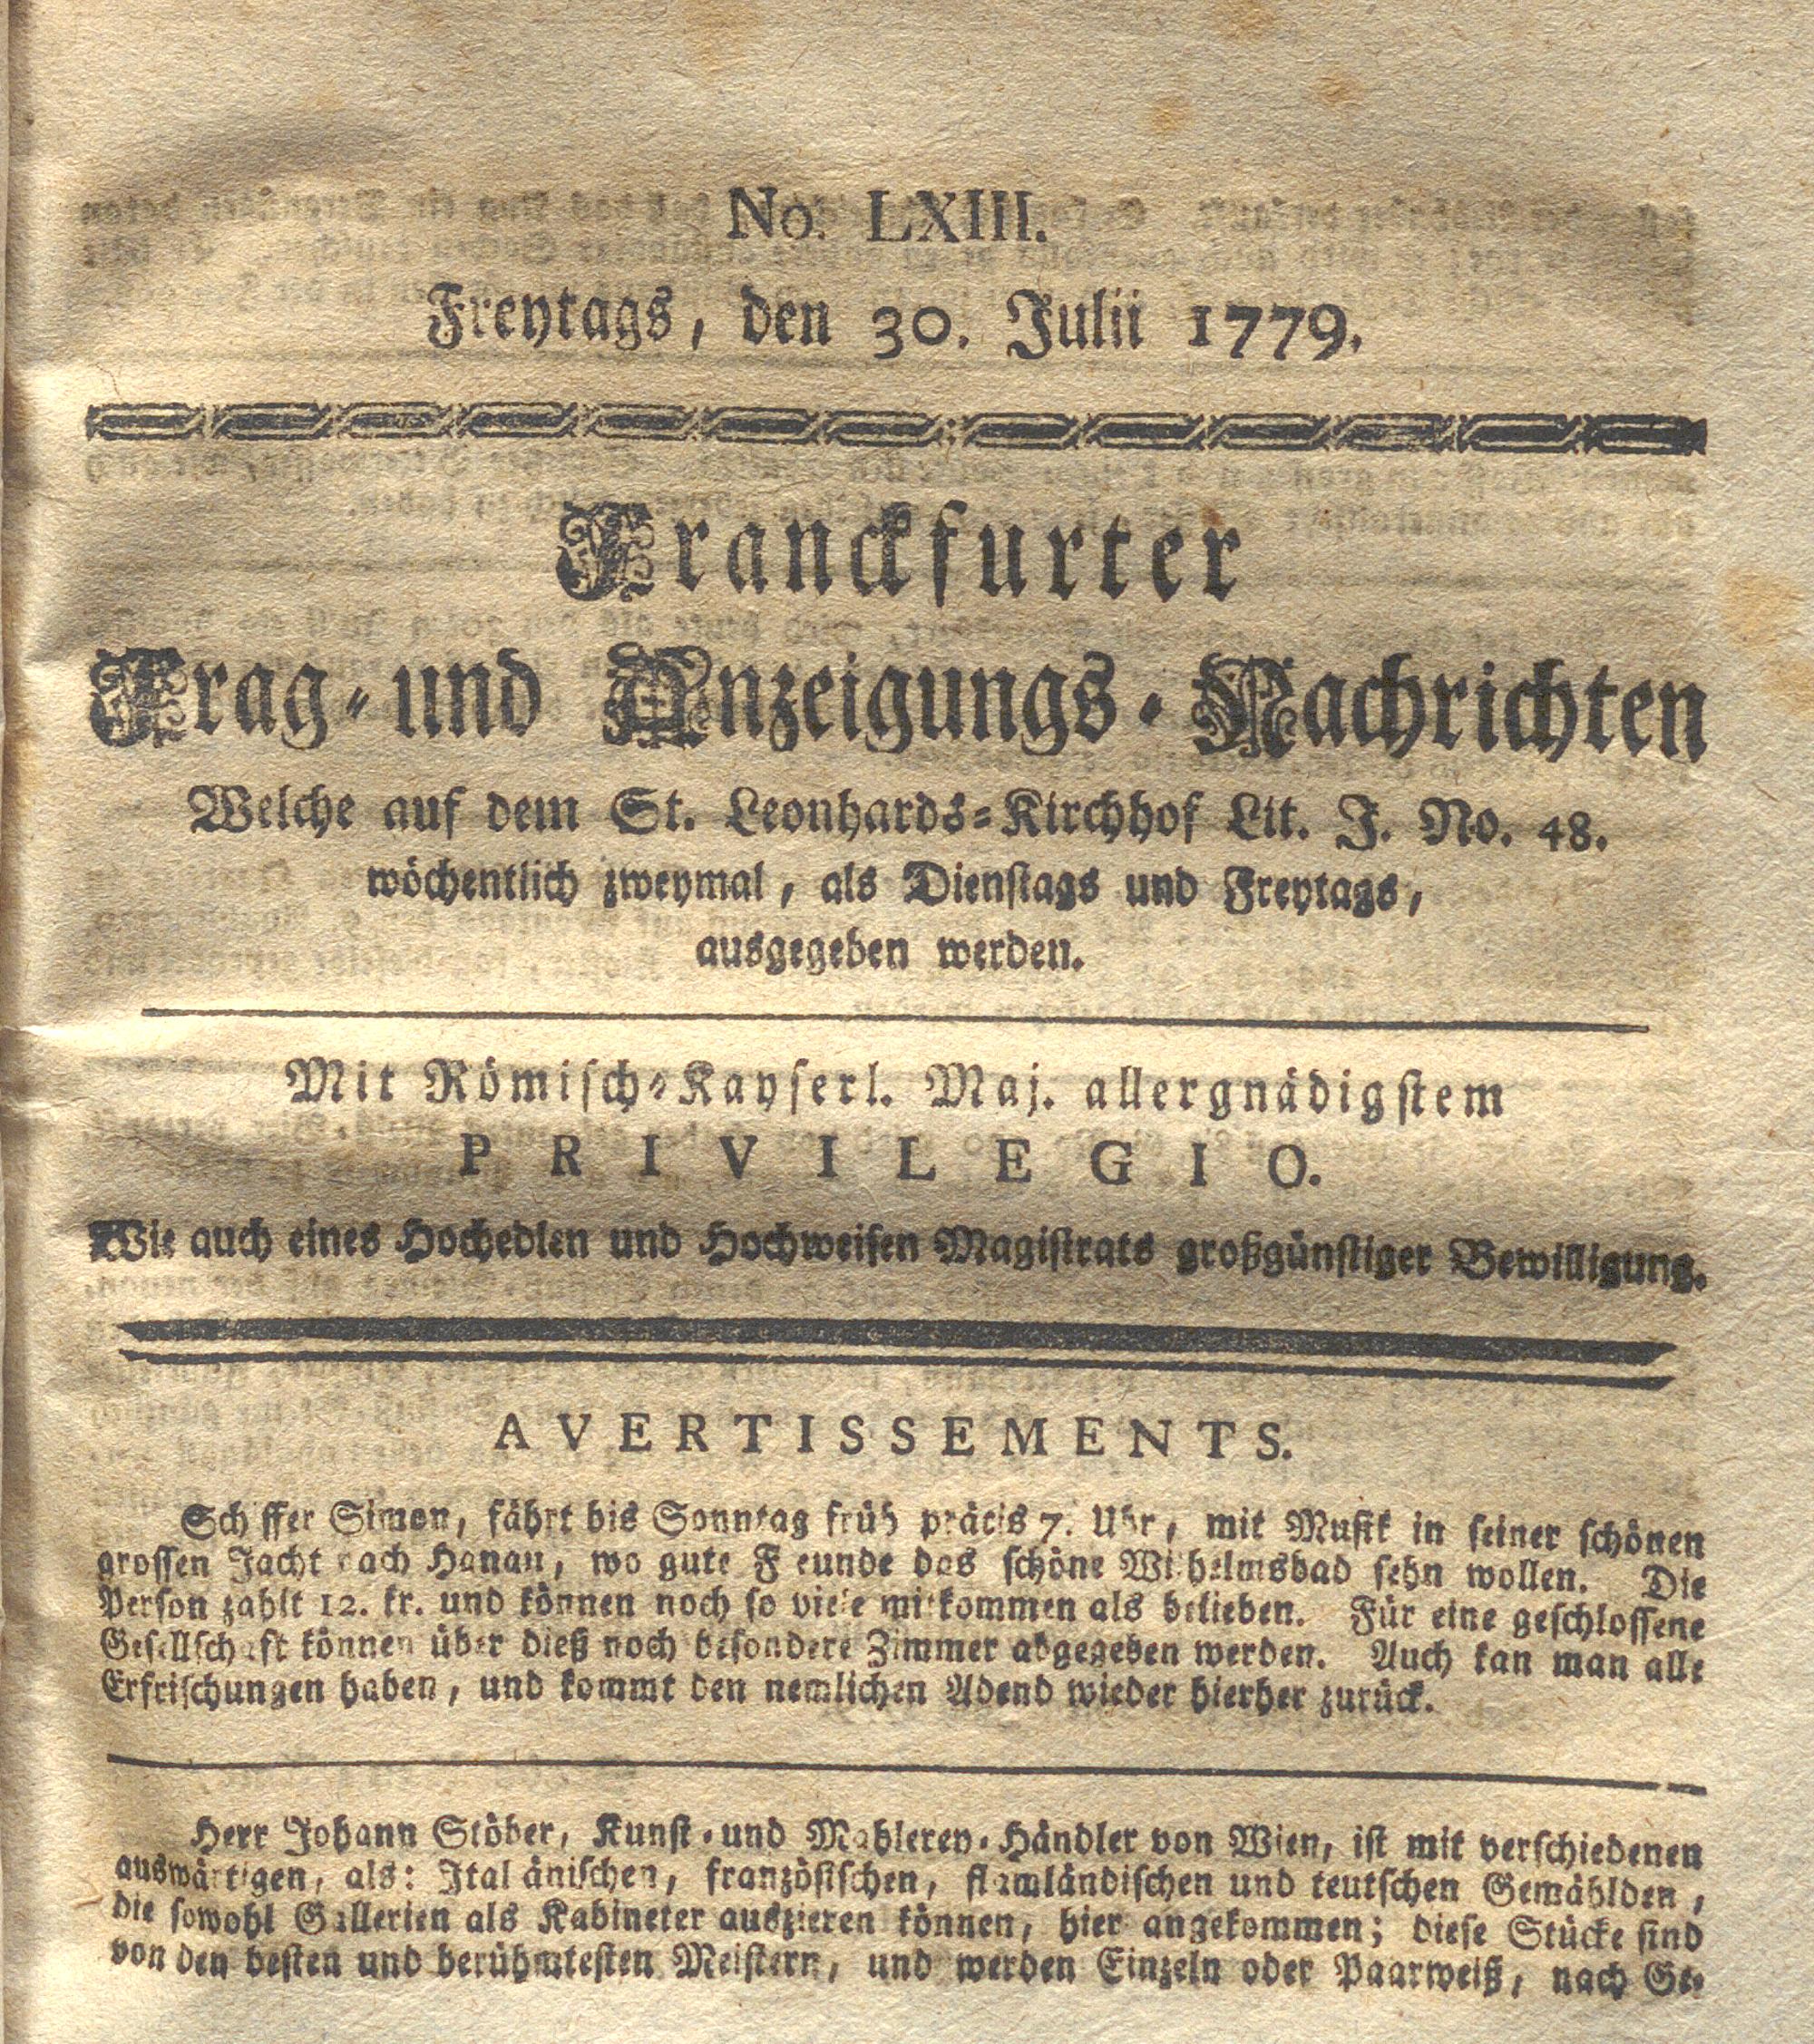 No. LXIII.
Freytags, den 30. Julii 1779.
Franckfurter
Frag- und Anzeigungs-Nachrichten
Welche auf dem St. Leonhards-Kirchhof Lit. J. No. 48.
wöchentlich zweymal, als Dienstags und Freytags,
ausgegeben werden.
Mit Römisch-Kayserl. Maj. allergnädigstem
PRIVILEGIO.
Wie auch eines Hochedlen und Hochweisen Magistrats großgünstiger Bewilligung.
AVERTISSEMENTS.
Schiffer Simon, fährt bis Sonntag früh präcis 7. Uhr, mit Musik in seiner schönen
grossen Jacht nach Hanau, wo gute Freunde das schöne Wilhelmsbad sehn wollen. Die
Person zahlt 12. kr. und können noch so viele mitkommen als belieben. Für eine geschlossene
Gesellschaft können über dieß noch besondere Zimmer abgegeben werden. Auch kan man alle
Erfrischungen haben, und kommt den nemlichen Abend wieder hierher zurück.
Herr Johann Stöber, Kunst- und Mahlerey-Händler von Wien, ist mit verschiedenen
auswärtigen, als: Italiänischen, französischen, flamländischen und teutschen Gemählden,
die sowohl Gallerien als Kabineter auszieren können, hier angekommen; diese Stücke sind
von den besten und berühmtesten Meistern, und werden Einzeln oder Paarweiß, nach Ge-